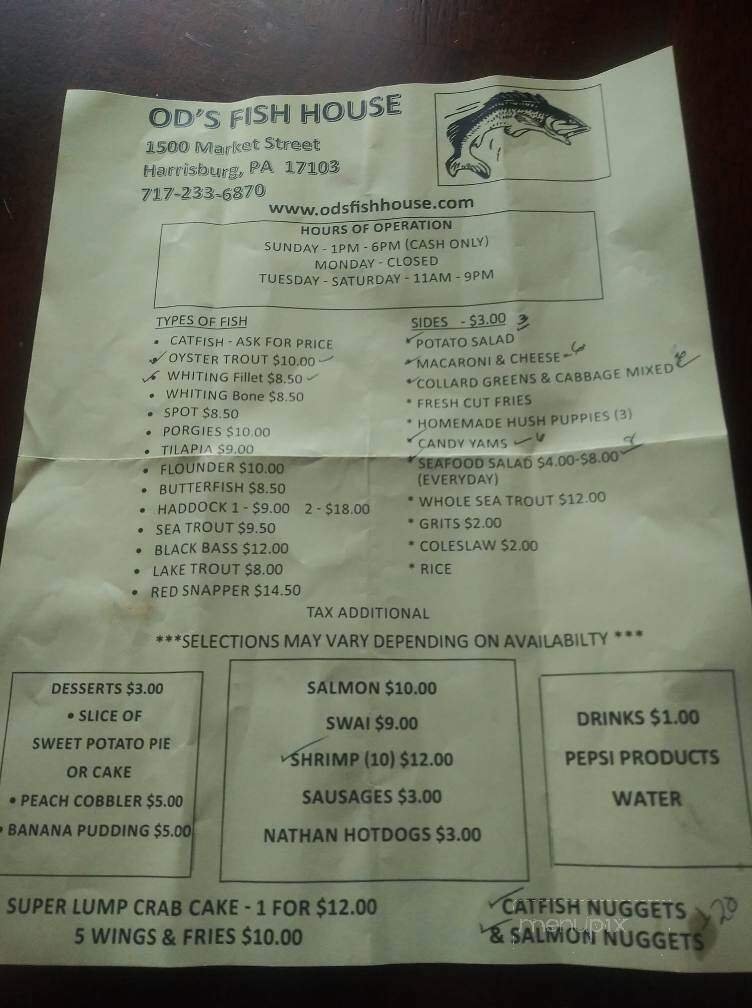 OD'S FISH HOUSE
1500 Market Street
Harrisburg, PA 17103
717-233-6870
www.odsfishhouse.com
HOURS OF OPERATION
SUNDAY - 1PM - 6PM (CASH ONLY)
MONDAY - CLOSED
TUESDAY - SATURDAY - 11AM - 9PM
TYPES OF FISH
• CATFISH - ASK FOR PRICE
• OYSTER TROUT $10.00
• WHITING Fillet $8.50
• WHITING Bone $8.50
• SPOT $8.50
• PORGIES $10.00
• TILAPIA $9.00
• FLOUNDER $10.00
• BUTTERFISH $8.50
• HADDOCK 1 - $9.00 2 - $18.00
• SEA TROUT $9.50
• BLACK BASS $12.00
• LAKE TROUT $8.00
• RED SNAPPER $14.50
SIDES - $3.00 3
* POTATO SALAD
* MACARONI & CHEESE
* COLLARD GREENS & CABBAGE MIXED
* FRESH CUT FRIES
* HOMEMADE HUSH PUPPIES (3)
* CANDY YAMS
* SEAFOOD SALAD $4.00-$8.00
(EVERYDAY)
* WHOLE SEA TROUT $12.00
* GRITS $2.00
* COLESLAW $2.00
* RICE
TAX ADDITIONAL
***SELECTIONS MAY VARY DEPENDING ON AVAILABILTY ***
DESSERTS $3.00
• SLICE OF
SWEET POTATO PIE
OR CAKE
• PEACH COBBLER $5.00
• BANANA PUDDING $5.00
SALMON $10.00
SWAI $9.00
SHRIMP (10) $12.00
SAUSAGES $3.00
NATHAN HOTDOGS $3.00
DRINKS $1.00
PEPSI PRODUCTS
WATER
SUPER LUMP CRAB CAKE - 1 FOR $12.00
5 WINGS & FRIES $10.00
CATFISH NUGGETS
& SALMON NUGGETS
20
menupix